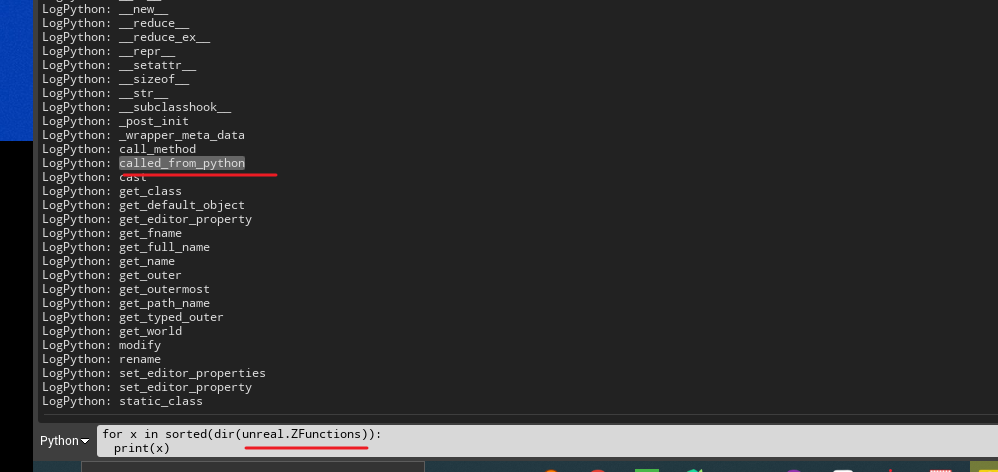 LogPython: __new__
LogPython: __reduce__
LogPython: __reduce_ex__
LogPython: __repr__
LogPython: __setattr__
LogPython: __sizeof__
LogPython: __str__
LogPython: __subclasshook__
LogPython: _post_init
LogPython: _wrapper_meta_data
LogPython: call_method
LogPython: called_from_python
LogPython: cast
LogPython: get_class
LogPython: get_default_object
LogPython: get_editor_property
LogPython: get_fname
LogPython: get_full_name
LogPython: get_name
LogPython: get_outer
LogPython: get_outermost
LogPython: get_path_name
LogPython: get_typed_outer
LogPython: get_world
LogPython: modify
LogPython: rename
LogPython: set_editor_properties
LogPython: set_editor_property
LogPython: static_class
Python
for x in sorted(dir(unreal.ZFunctions)):
print(x)